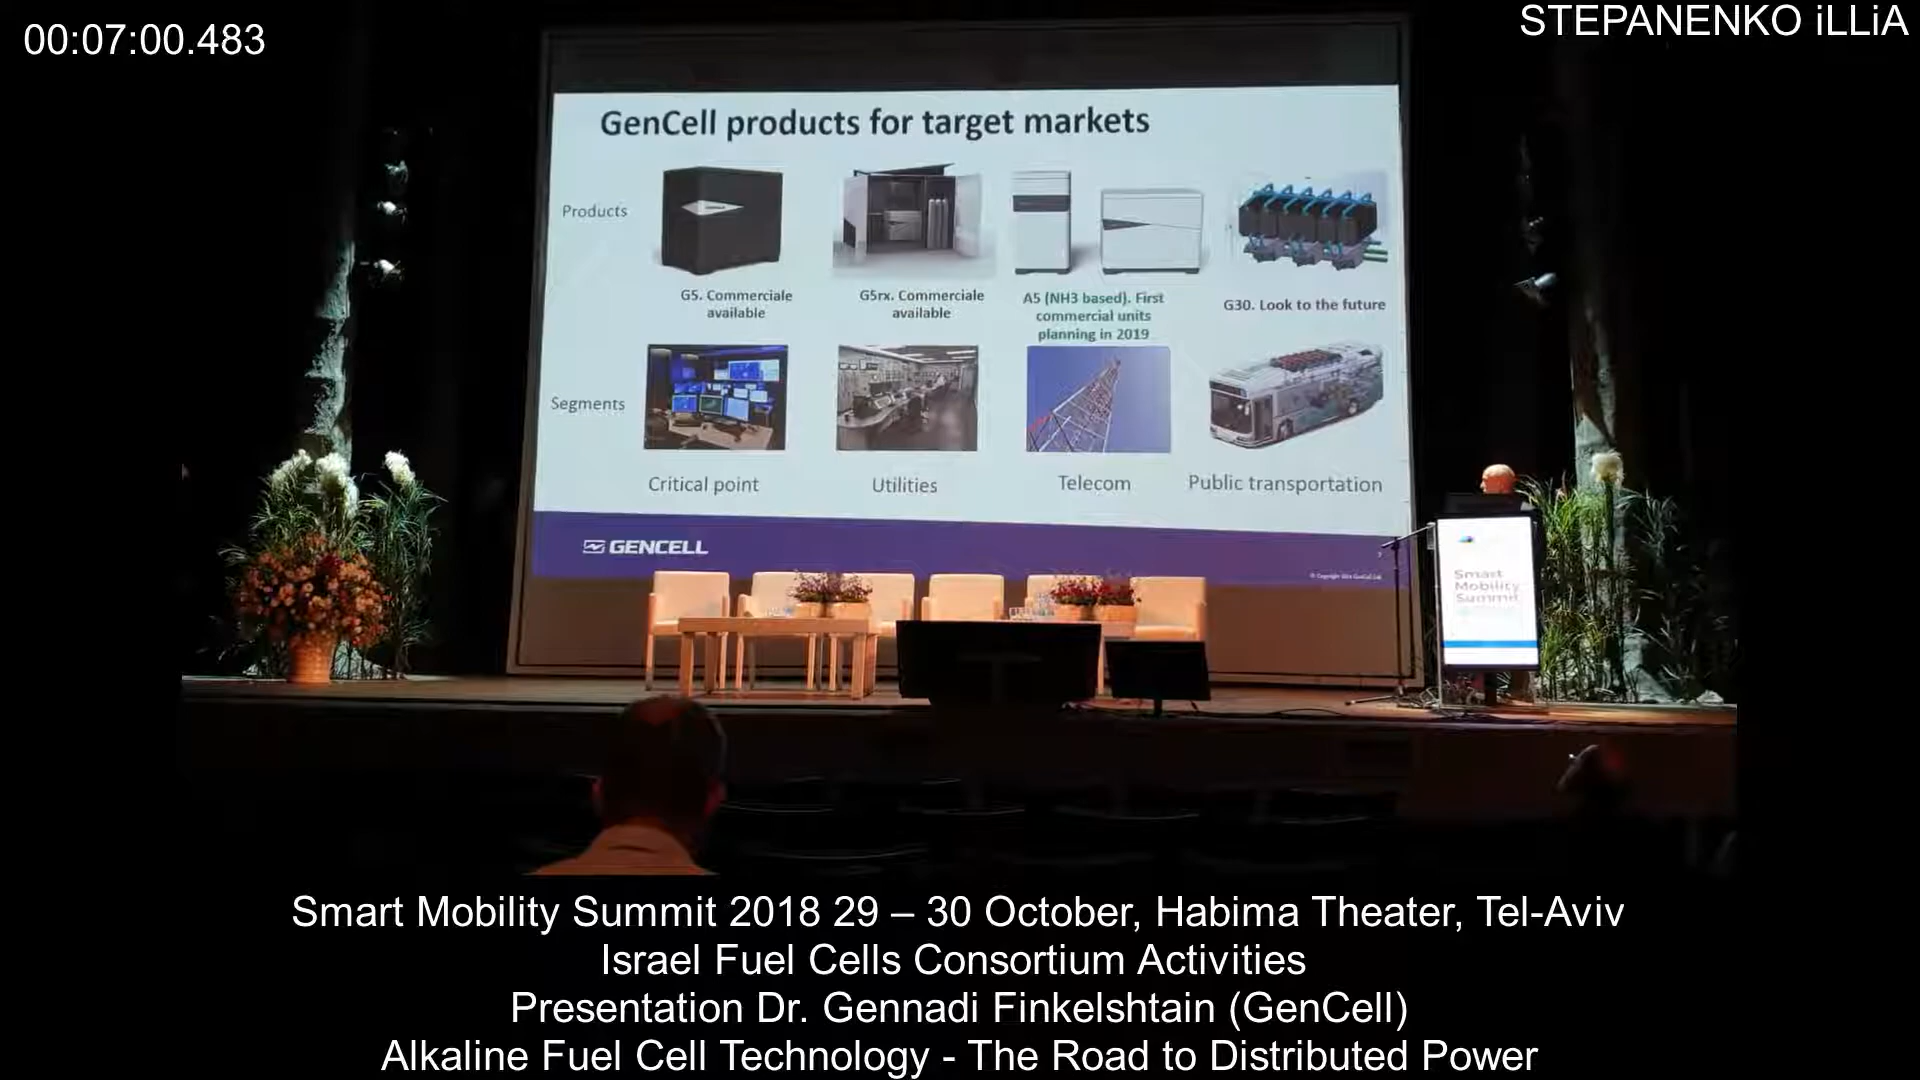 00:07:00.483
STEPANENKO iLLiA
GenCell products for target markets
Products
G5. Commerciale
available
G5rx. Commerciale
available
A5 (NH3 based). First
commercial units
planning in 2019
G30. Look to the future
Segments
Critical point
Utilities
Telecom
Public transportation
GENCELL
Smart
Mobility
Summit
Smart Mobility Summit 2018 29 – 30 October, Habima Theater, Tel-Aviv
Israel Fuel Cells Consortium Activities
Presentation Dr. Gennadi Finkelshtain (GenCell)
Alkaline Fuel Cell Technology - The Road to Distributed Power